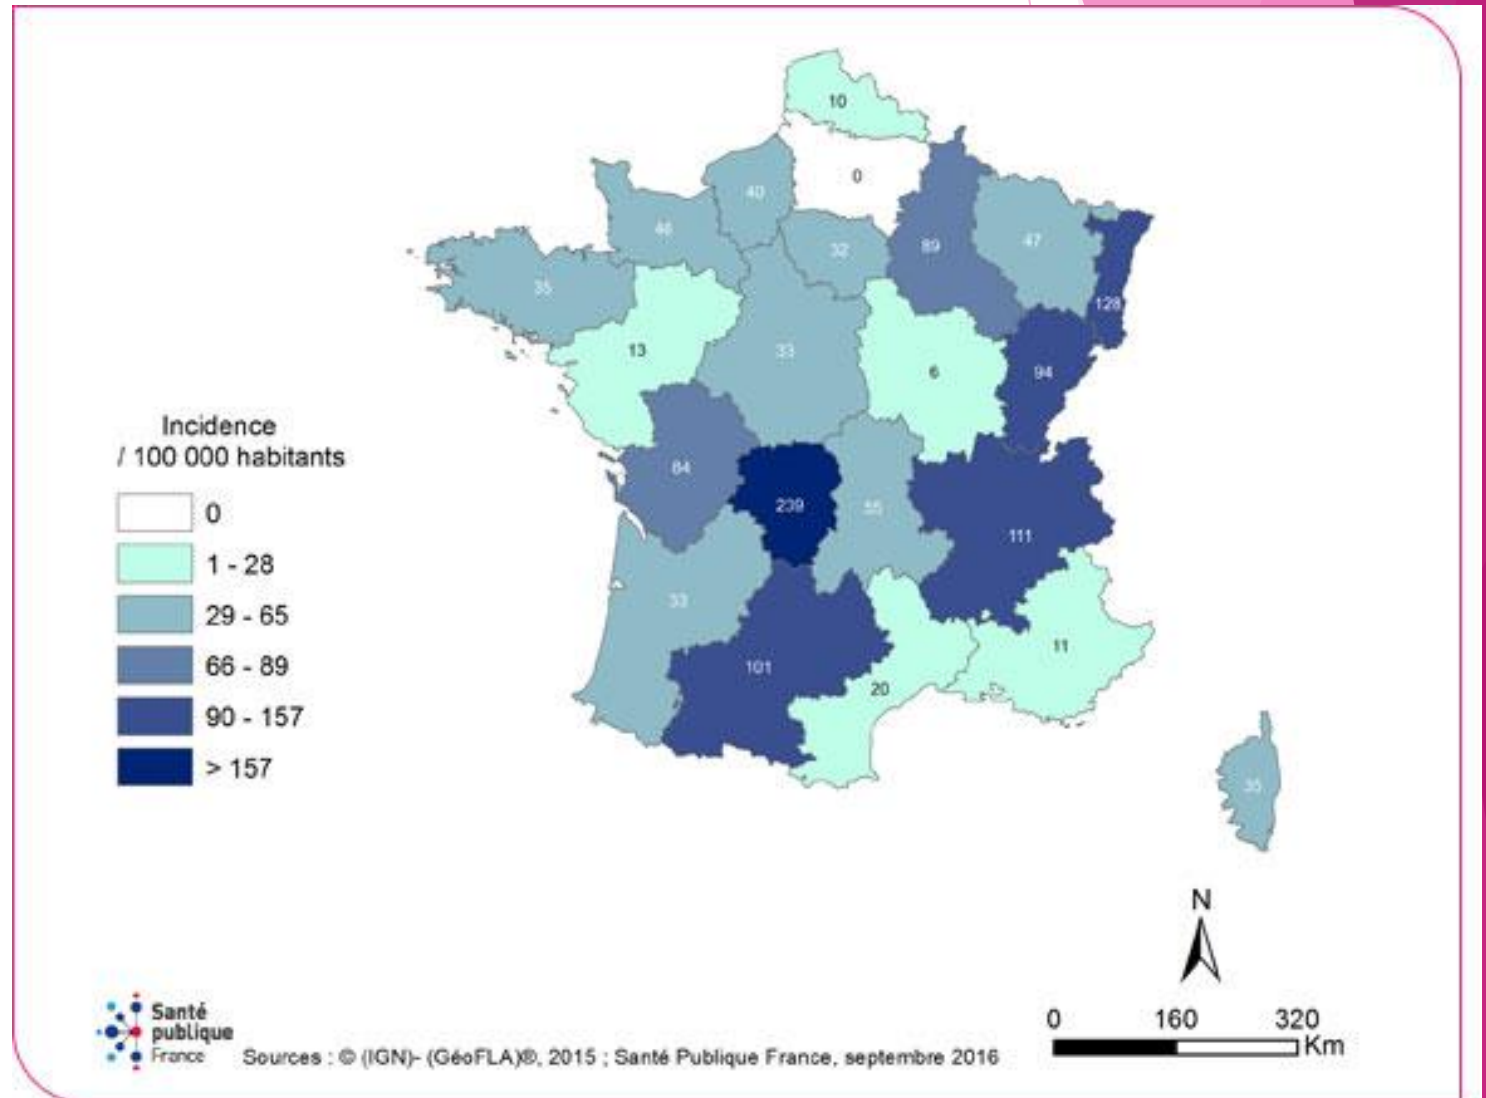 10
0
40
46
32
89
47
128
35
13
33
6
94
84
239
55
111
33
101
20
11
35
Incidence
/ 100 000 habitants
0
1 - 28
29 - 65
66 - 89
90 - 157
> 157
N
0 160 320
Km
Santé
publique
France
Sources : © (IGN)- (GéoFLA)®, 2015 ; Santé Publique France, septembre 2016